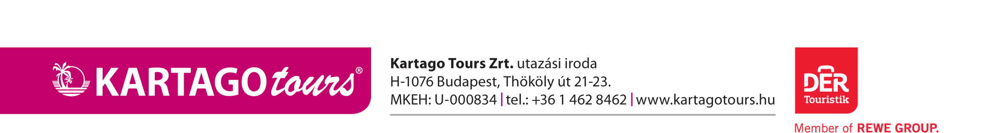 KARTAGO tours®
Kartago Tours Zrt. utazási iroda
H-1076 Budapest, Thököly út 21-23.
MKEH: U-000834 | tel.: +36 1 462 8462 | www.kartagotours.hu
DER
Touristik
Member of REWE GROUP.